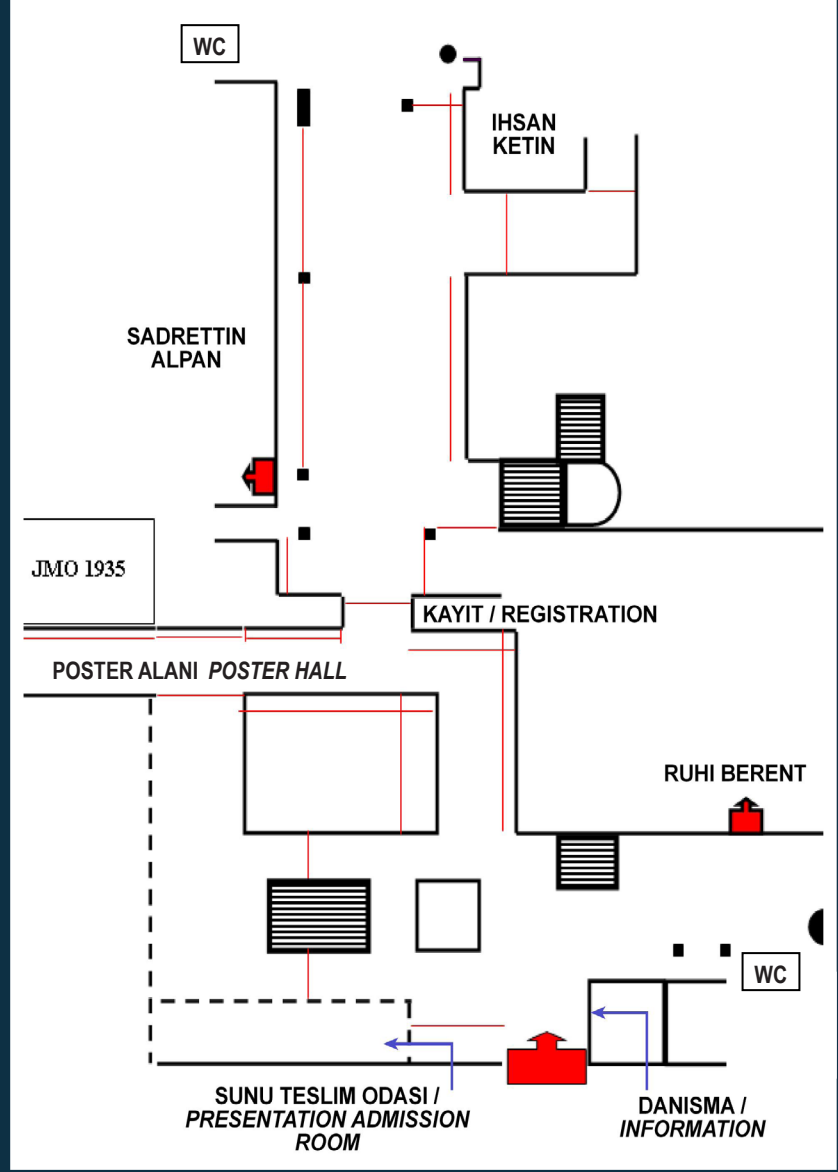 WC
IHSAN
KETIN
SADRETTIN
ALPAN
JMO 1935
KAYIT / REGISTRATION
POSTER ALANI POSTER HALL
RUHI BERENT
WC
SUNU TESLIM ODASI /
PRESENTATION ADMISSION
ROOM
DANISMA /
INFORMATION